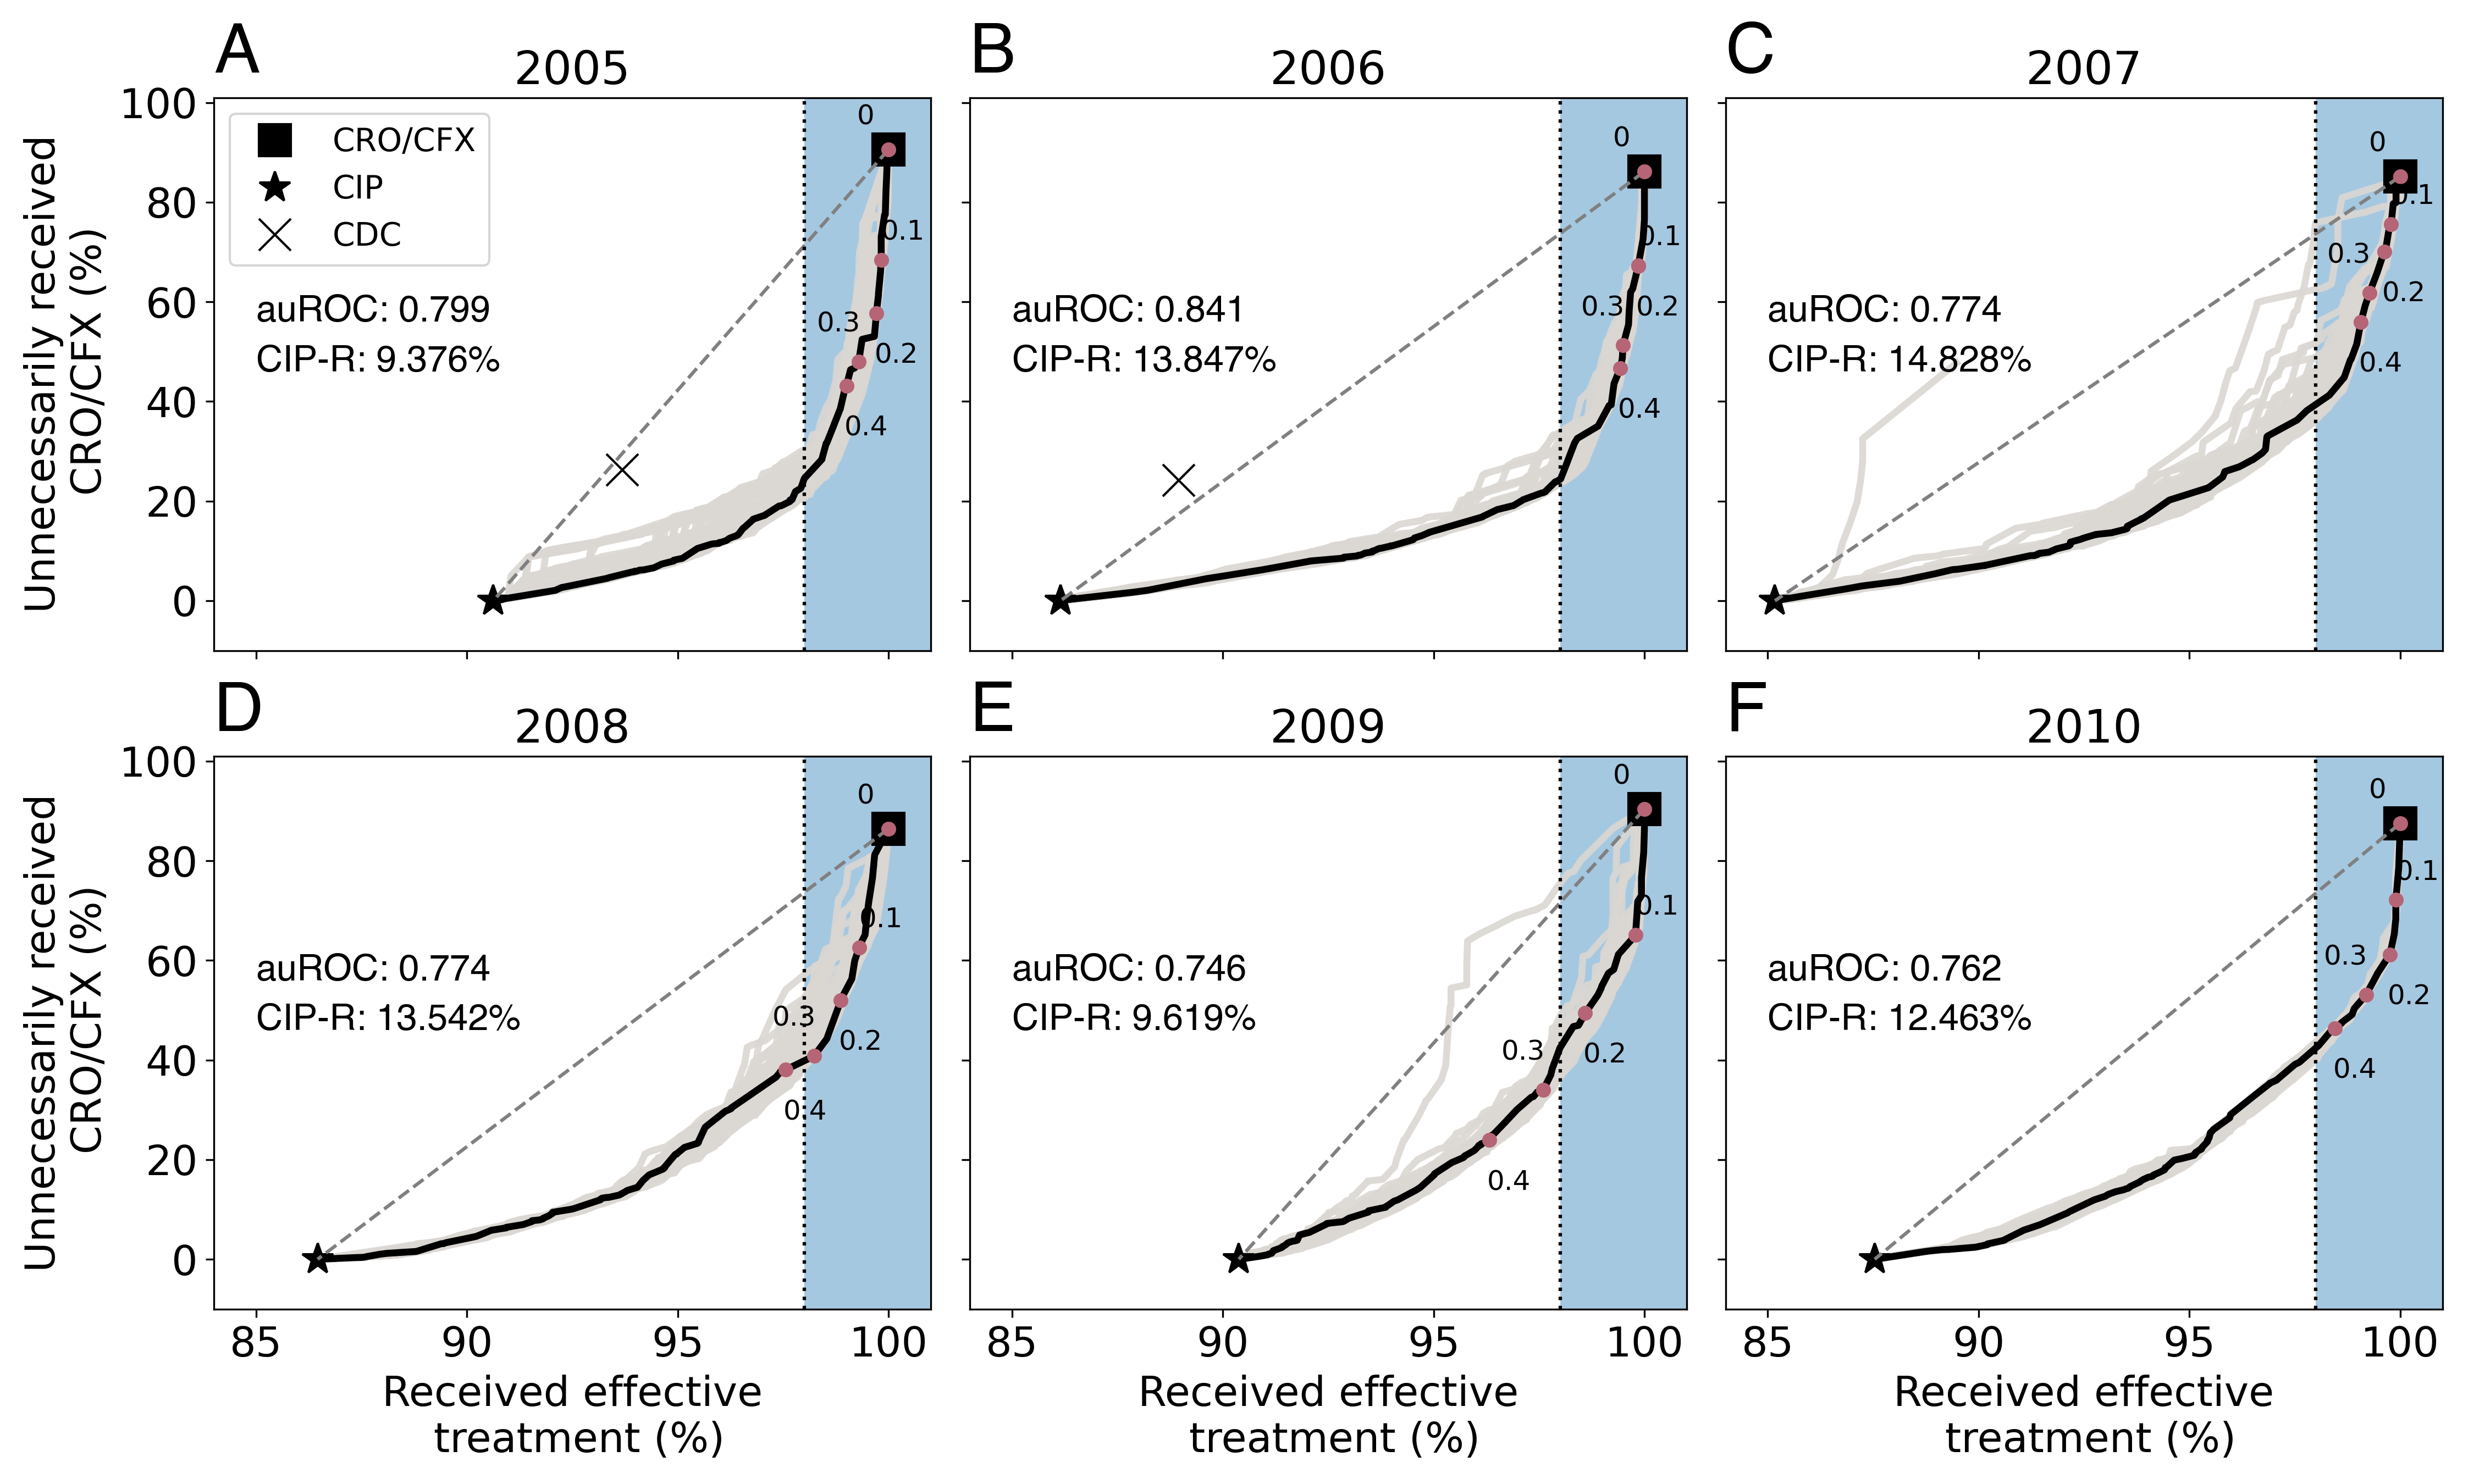 A
2005
B
2006
C
2007
Unnecessarily received
CRO/CFX (%)
100
80
60
40
20
0
CRO/CFX
CIP
CDC
auROC: 0.799
CIP-R: 9.376%
0
0.1
0.3
0.2
0.4
auROC: 0.841
CIP-R: 13.847%
0
0.1
0.3
0.2
0.4
auROC: 0.774
CIP-R: 14.828%
0
0.1
0.3
0.2
0.4
D
2008
E
2009
F
2010
Unnecessarily received
CRO/CFX (%)
100
80
60
40
20
0
auROC: 0.774
CIP-R: 13.542%
0
0.1
0.3
0.2
0.4
auROC: 0.746
CIP-R: 9.619%
0
0.1
0.3
0.2
0.4
auROC: 0.762
CIP-R: 12.463%
0
0.1
0.3
0.2
0.4
85 90 95 100
85 90 95 100
85 90 95 100
Received effective
treatment (%)
Received effective
treatment (%)
Received effective
treatment (%)